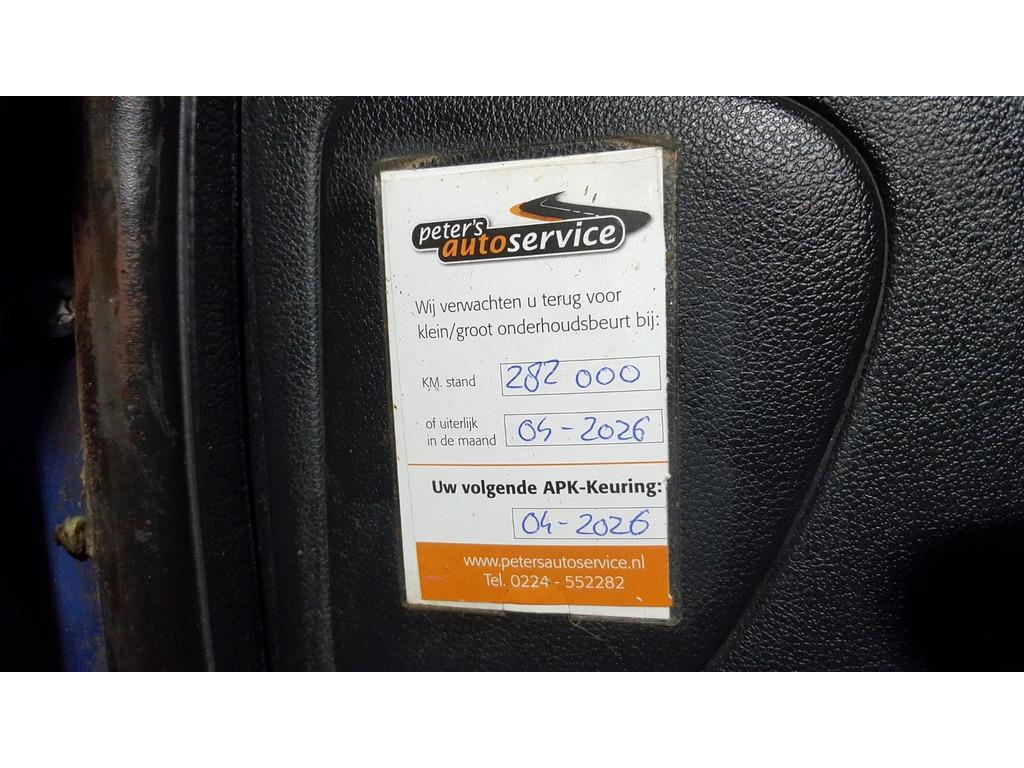 peter's
autoservice
Wij verwachten u terug voor
klein/groot onderhoudsbeurt bij:
KM. stand 282 000
of uiterlijk
in de maand 04-2026
Uw volgende APK-Keuring:
04-2026
www.petersautoservice.nl
Tel. 0224 - 552282